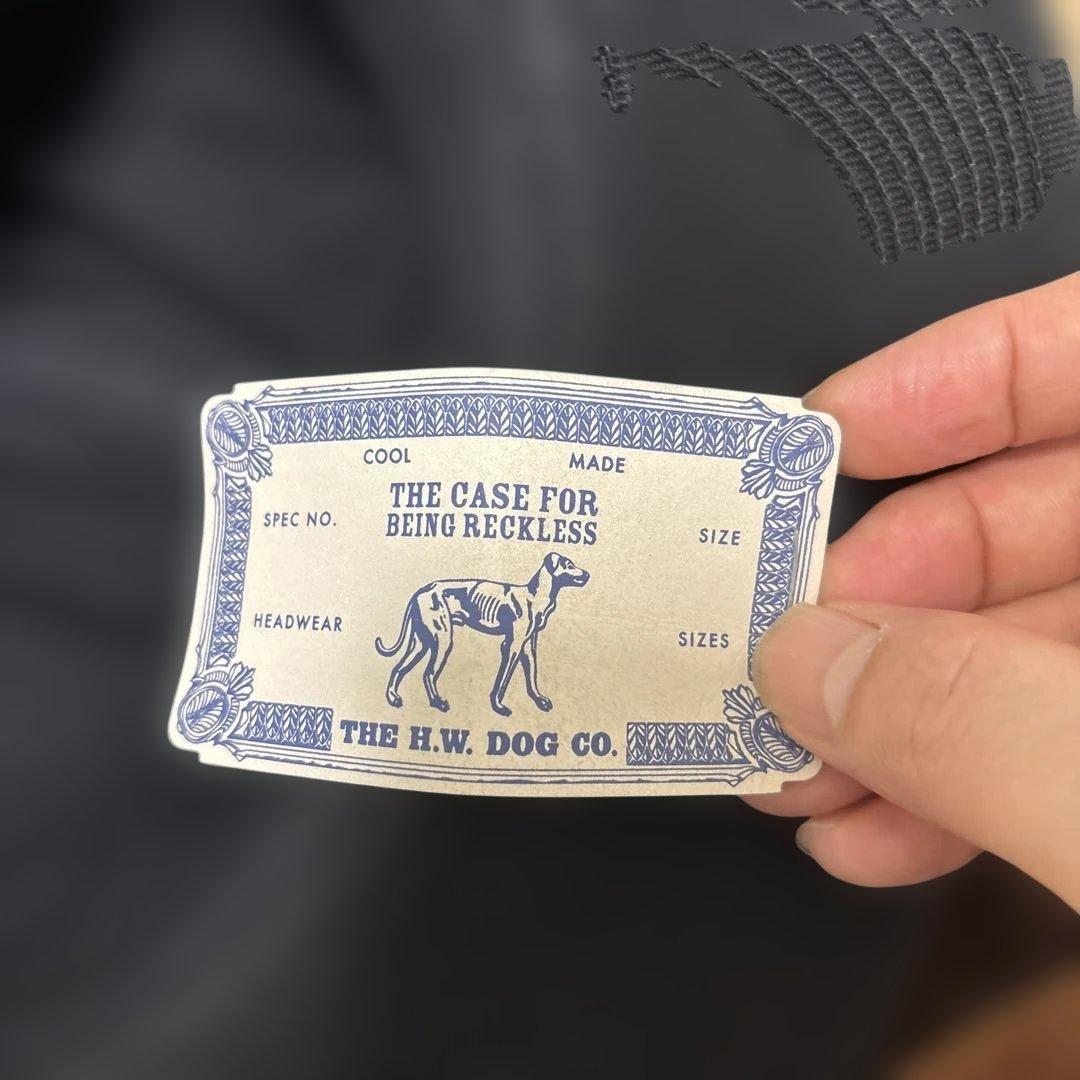 COOL MADE
THE CASE FOR
BEING RECKLESS
SPEC NO. SIZE
HEADWEAR SIZES
THE H.W. DOG CO.